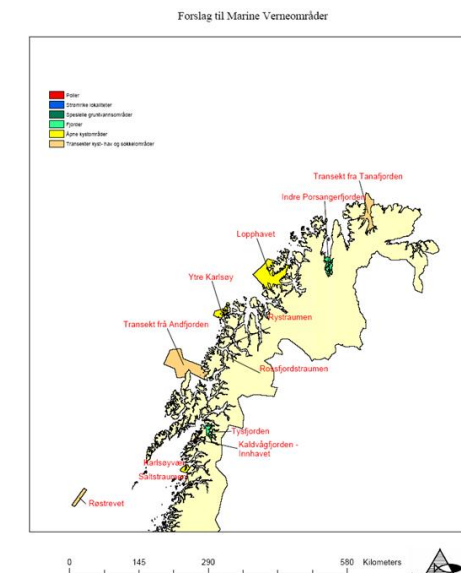 Forslag til Marine Verneområder
Poller
Strømrike lokaliteter
Spesielle gruntvannsområder
Fjorder
Åpne kystområder
Transekter kyst- hav og sokkelområder
Transekt fra Tanafjorden
Indre Porsangerfjorden
Lopphavet
Ytre Karlsøy
Rystraumen
Transekt frå Andfjorden
Rossfjordstraumen
Tysfjorden
Kaldvågfjorden -
Innhavet
Karlsøyvær
Saltstraumen
Røstrevet
0 145 290 580 Kilometers